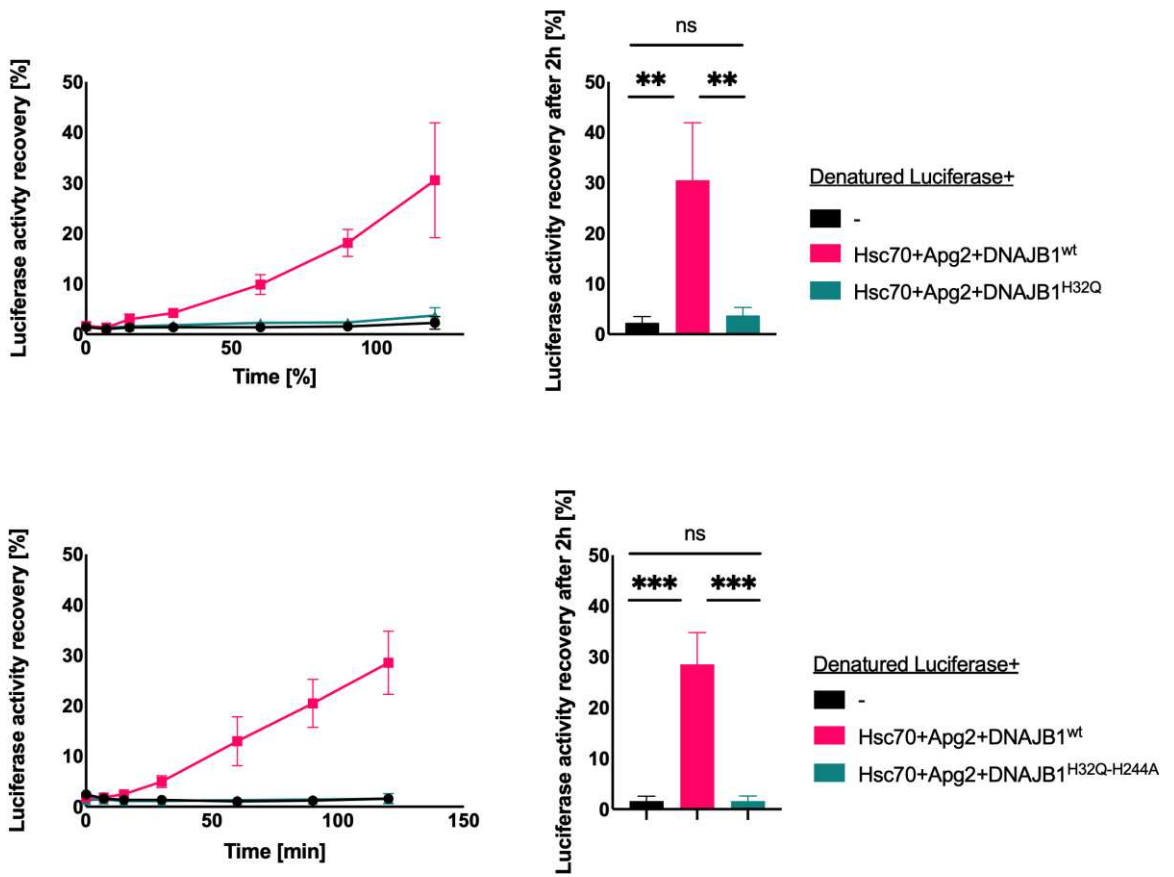 ns
** **
Luciferase activty recovery [%]
50
40
30
20
10
0
0 50 100
Time [%]
Luciferase activity recovery after 2h [%]
50
40
30
20
10
0
Denatured Luciferase+
-
Hsc70+Apg2+DNAJB1wt
Hsc70+Apg2+DNAJB1H32Q
ns
*** ***
Luciferase activity recovery [%]
50
40
30
20
10
0
0 50 100 150
Time [min]
Luciferase activity recovery after 2h [%]
50
40
30
20
10
0
Denatured Luciferase+
-
Hsc70+Apg2+DNAJB1wt
Hsc70+Apg2+DNAJB1H32Q-H244A